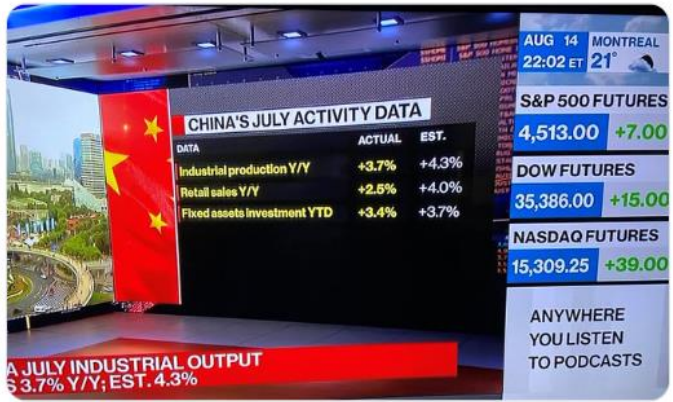 CHINA'S JULY ACTIVITY DATA
DATA ACTUAL EST.
Industrial production Y/Y +3.7% +4.3%
Retail sales Y/Y +2.5% +4.0%
Fixed assets investment YTD +3.4% +3.7%
A JULY INDUSTRIAL OUTPUT
S 3.7% Y/Y; EST. 4.3%
AUG 14 MONTREAL
22:02 ET 21°
S&P 500 FUTURES
4,513.00 +7.00
DOW FUTURES
35,386.00 +15.00
NASDAQ FUTURES
15,309.25 +39.00
ANYWHERE
YOU LISTEN
TO PODCASTS